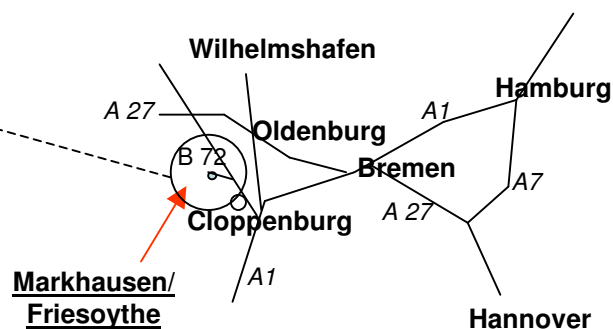 Wilhelmshafen
Hamburg
A 27
A1
Oldenburg
B 72
Bremen
A7
A 27
Cloppenburg
A1
Markhausen/
Friesoythe
Hannover